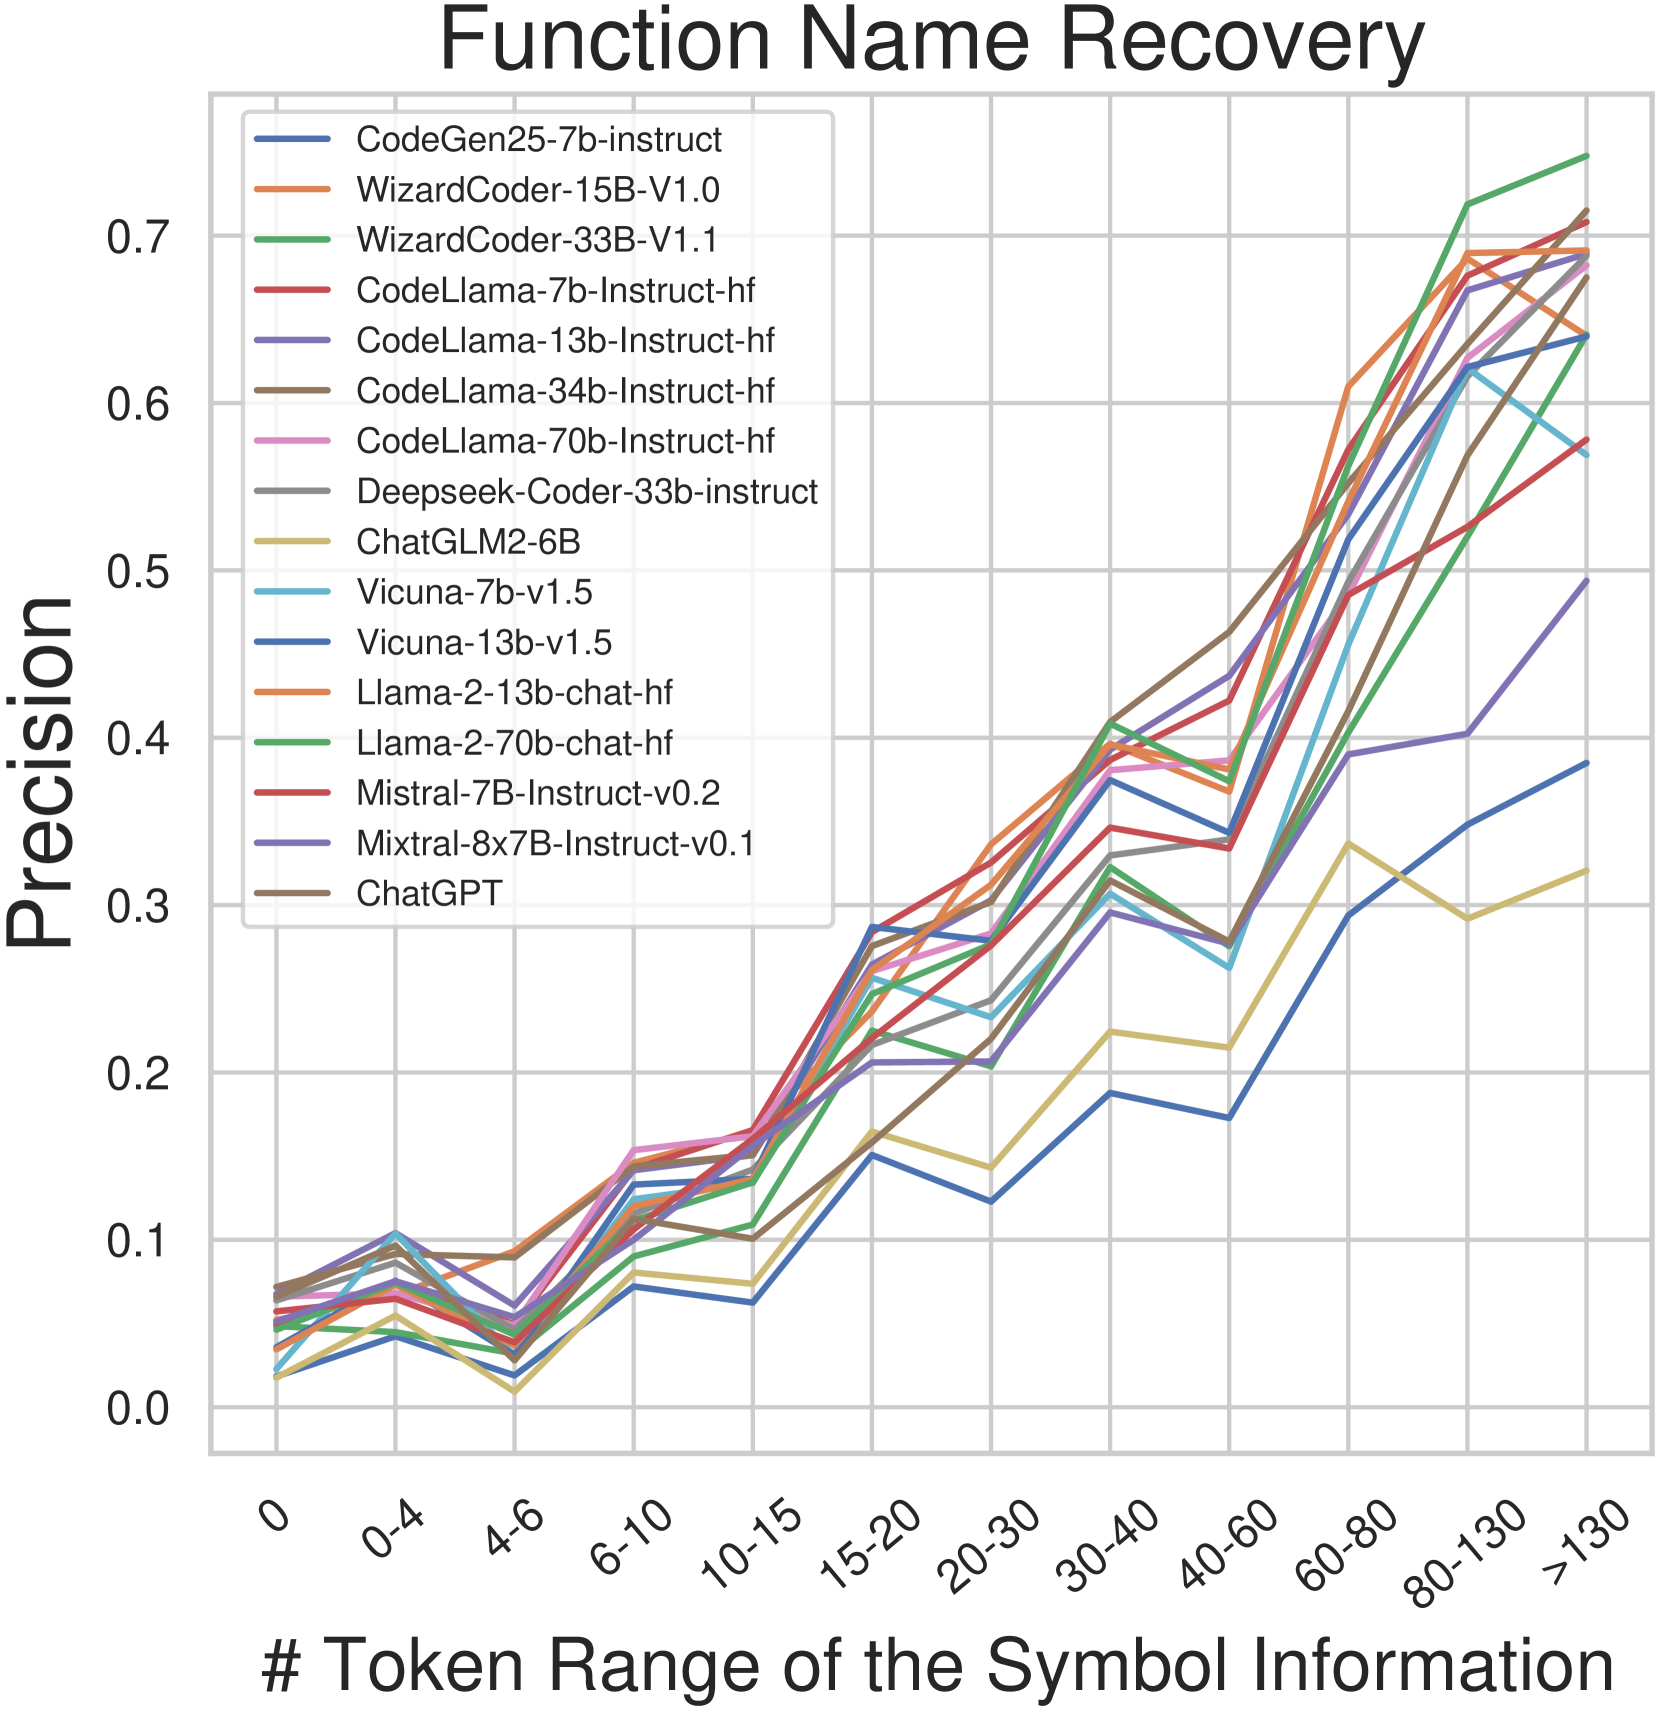 Function Name Recovery
CodeGen25-7b-instruct
WizardCoder-15B-V1.0
WizardCoder-33B-V1.1
CodeLlama-7b-Instruct-hf
CodeLlama-13b-Instruct-hf
CodeLlama-34b-Instruct-hf
CodeLlama-70b-Instruct-hf
Deepseek-Coder-33b-instruct
ChatGLM2-6B
Vicuna-7b-v1.5
Vicuna-13b-v1.5
Llama-2-13b-chat-hf
Llama-2-70b-chat-hf
Mistral-7B-Instruct-v0.2
Mixtral-8x7B-Instruct-v0.1
ChatGPT
Precision
0.7
0.6
0.5
0.4
0.3
0.2
0.1
0.0
0
0-4
4-6
6-10
10-15
15-20
20-30
30-40
40-60
60-80
80-130
>130
# Token Range of the Symbol Information